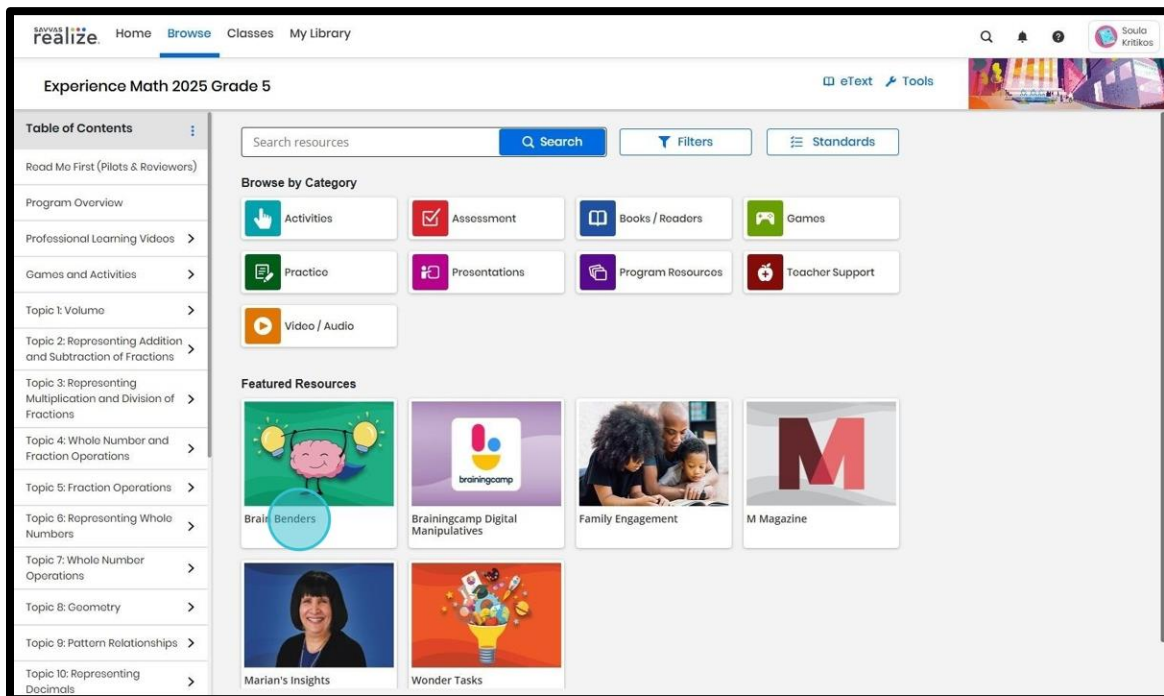 savvas
realize.
Home Browse Classes My Library
Soula
Kritikos
Experience Math 2025 Grade 5
eText Tools
Table of Contents
Read Me First (Pilots & Reviewers)
Program Overview
Professional Learning Videos
Games and Activities
Topic 1: Volume
Topic 2: Representing Addition
and Subtraction of Fractions
Topic 3: Representing
Multiplication and Division of
Fractions
Topic 4: Whole Number and
Fraction Operations
Topic 5: Fraction Operations
Topic 6: Representing Whole
Numbers
Topic 7: Whole Number
Operations
Topic 8: Geometry
Topic 9: Pattern Relationships
Topic 10: Representing
Decimals
Search resources
Search
Filters
Standards
Browse by Category
Activities
Assessment
Books / Readers
Games
Practice
Presentations
Program Resources
Teacher Support
Video / Audio
Featured Resources
brainingcamp
M
Brain Benders
Brainingcamp Digital
Manipulatives
Family Engagement
M Magazine
Marian's Insights
Wonder Tasks